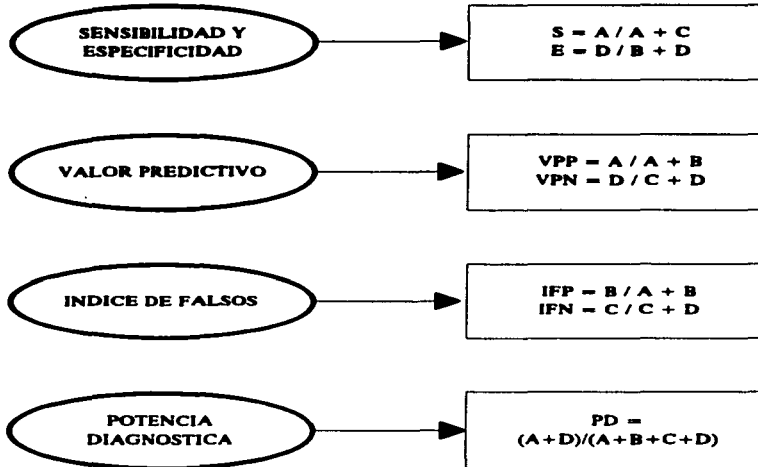 SENSIBILIDAD Y
ESPECIFICIDAD
S = A / A + C
E = D / B + D
VALOR PREDICTIVO
VPP = A / A + B
VPN = D / C + D
INDICE DE FALSOS
IFP = B / A + B
IFN = C / C + D
POTENCIA
DIAGNOSTICA
PD =
(A+D)/(A+B+C+D)